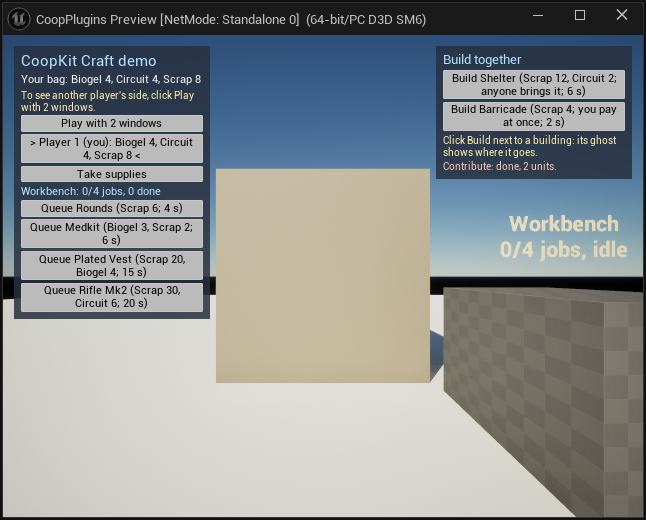 CoopPlugins Preview [NetMode: Standalone 0]  (64-bit/PC D3D SM6)
CoopKit Craft demo
Your bag: Biogel 4, Circuit 4, Scrap 8
To see another player's side, click Play
with 2 windows.
Play with 2 windows
> Player 1 (you): Biogel 4, Circuit
4, Scrap 8 <
Take supplies
Workbench: 0/4 jobs, 0 done
Queue Rounds (Scrap 6; 4 s)
Queue Medkit (Biogel 3, Scrap 2;
6 s)
Queue Plated Vest (Scrap 20,
Biogel 4; 15 s)
Queue Rifle Mk2 (Scrap 30,
Circuit 6; 20 s)
Build together
Build Shelter (Scrap 12, Circuit 2;
anyone brings it; 6 s)
Build Barricade (Scrap 4; you pay
at once; 2 s)
Click Build next to a building: its ghost
shows where it goes.
Contribute: done, 2 units.
Workbench
0/4 jobs, idle